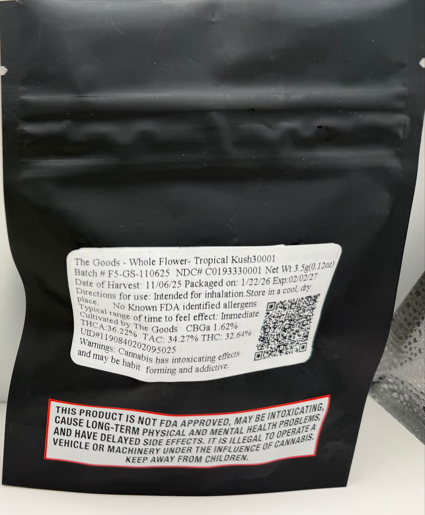 The Goods - Whole Flower- Tropical Kush30001
Batch # F5-GS-110625 NDC# C0193330001 Net Wt 3.5g(0.12oz)
Date of Harvest: 11/06/25 Packaged on: 1/22/26 Exp:02/02/27
Directions for use: Intended for inhalation.Store in a cool, dry
place. No Known FDA identified allergens
Typical range of time to feel effect: Immediate
Cultivated by The Goods CBGa 1.62%
THCA:36.22% TAC: 34.27% THC: 32.64%
UID#1190840202095025
Warnings: Cannabis has intoxicating effects
and may be habit forming and addictive.
THIS PRODUCT IS NOT FDA APPROVED, MAY BE INTOXICATING,
CAUSE LONG-TERM PHYSICAL AND MENTAL HEALTH PROBLEMS,
AND HAVE DELAYED SIDE EFFECTS. IT IS ILLEGAL TO OPERATE A
VEHICLE OR MACHINERY UNDER THE INFLUENCE OF CANNABIS.
KEEP AWAY FROM CHILDREN.